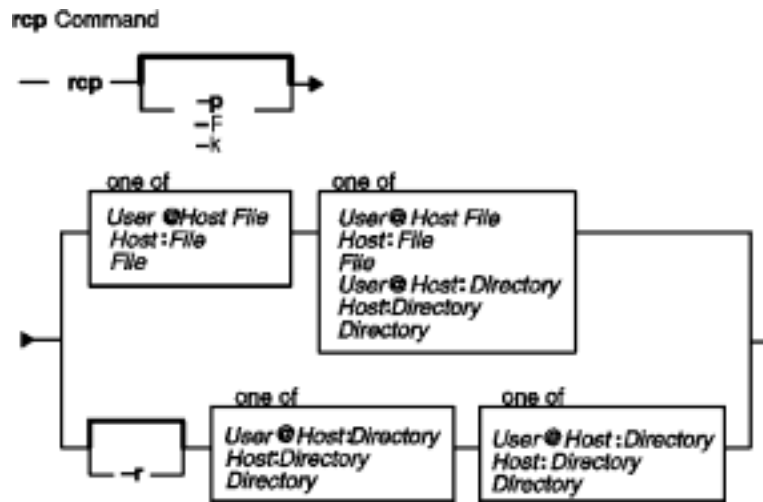 rcp Command
rcp
-p
-F
-k
one of
User @Host File
Host:File
File
one of
User@ Host File
Host: File
File
User@ Host: Directory
Host:Directory
Directory
-r
one of
User@ Host:Directory
Host:Directory
Directory
one of
User@ Host : Directory
Host: Directory
Directory